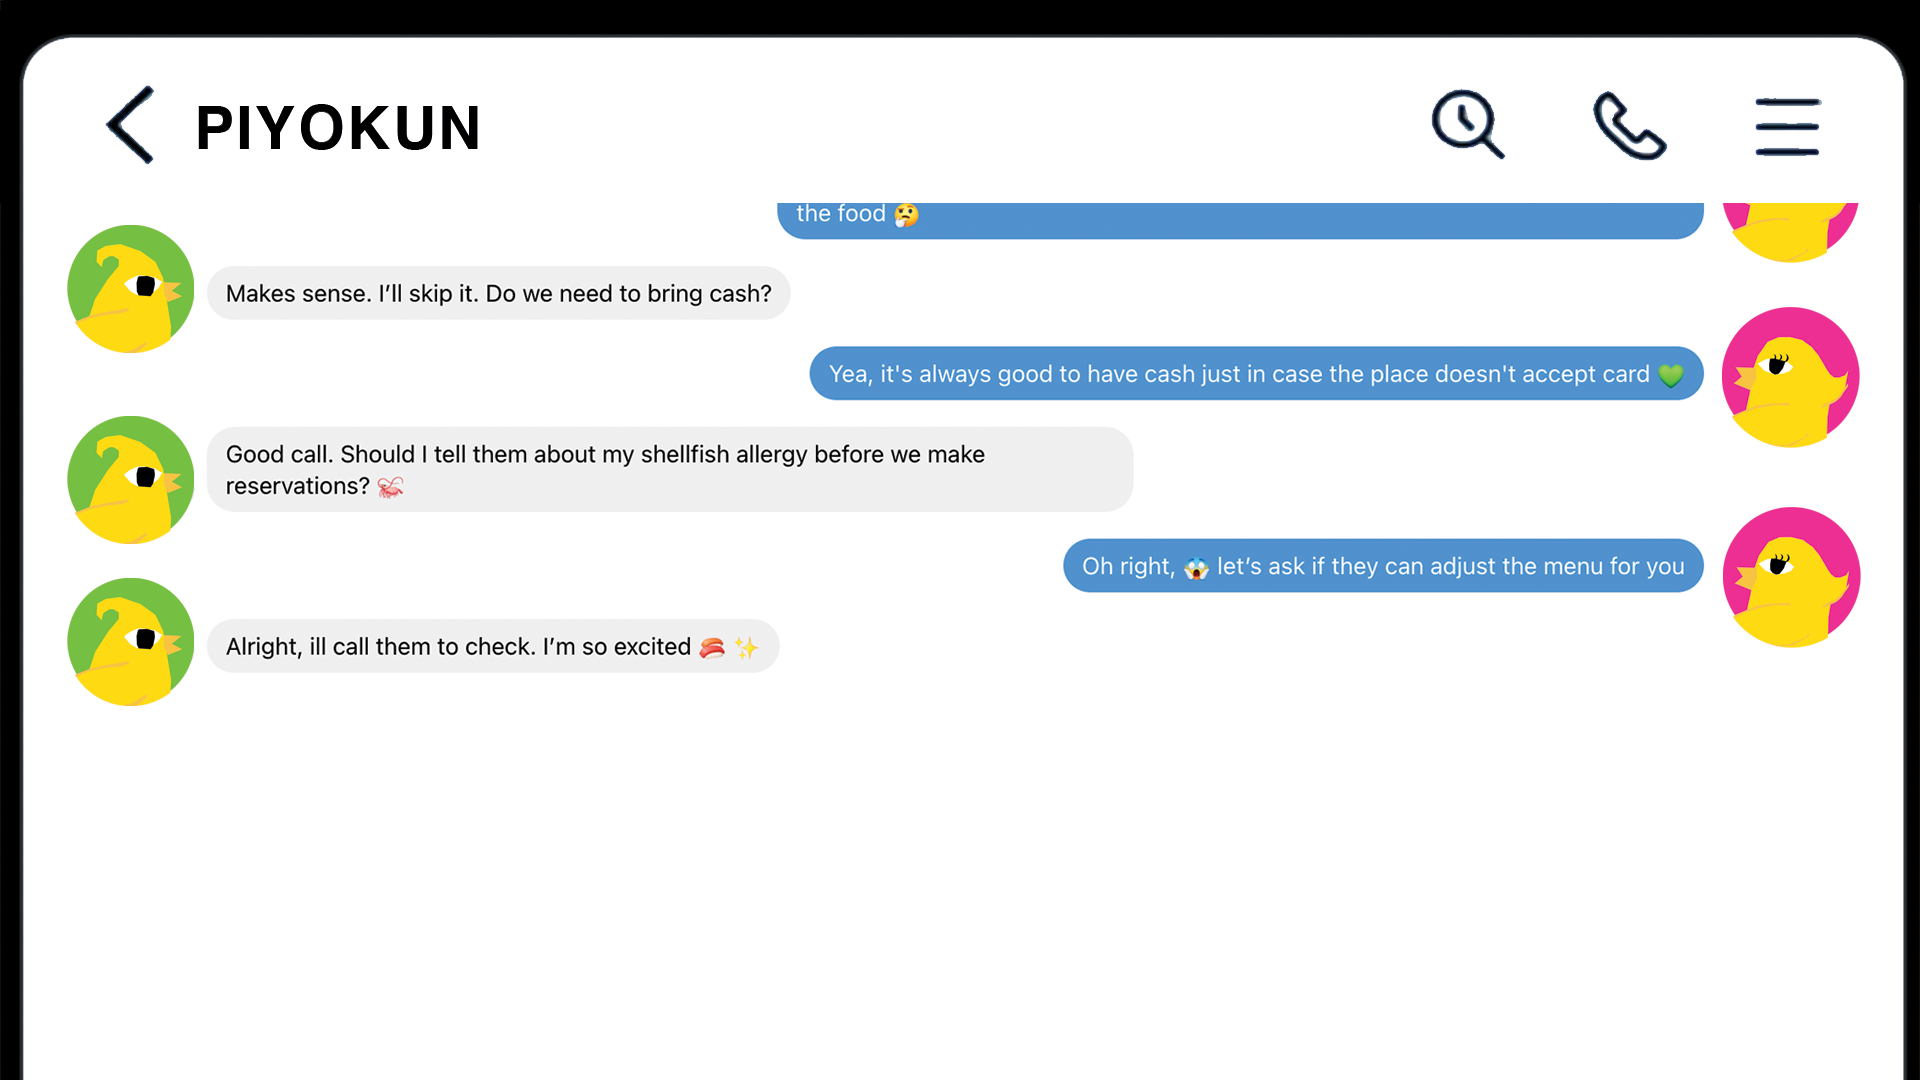 PIYOKUN
the food 🤔
Makes sense. I’ll skip it. Do we need to bring cash?
Yea, it's always good to have cash just in case the place doesn't accept card 💚
Good call. Should I tell them about my shellfish allergy before we make
reservations? 🦐
Oh right, 😱 let’s ask if they can adjust the menu for you
Alright, ill call them to check. I’m so excited 🍣 ✨